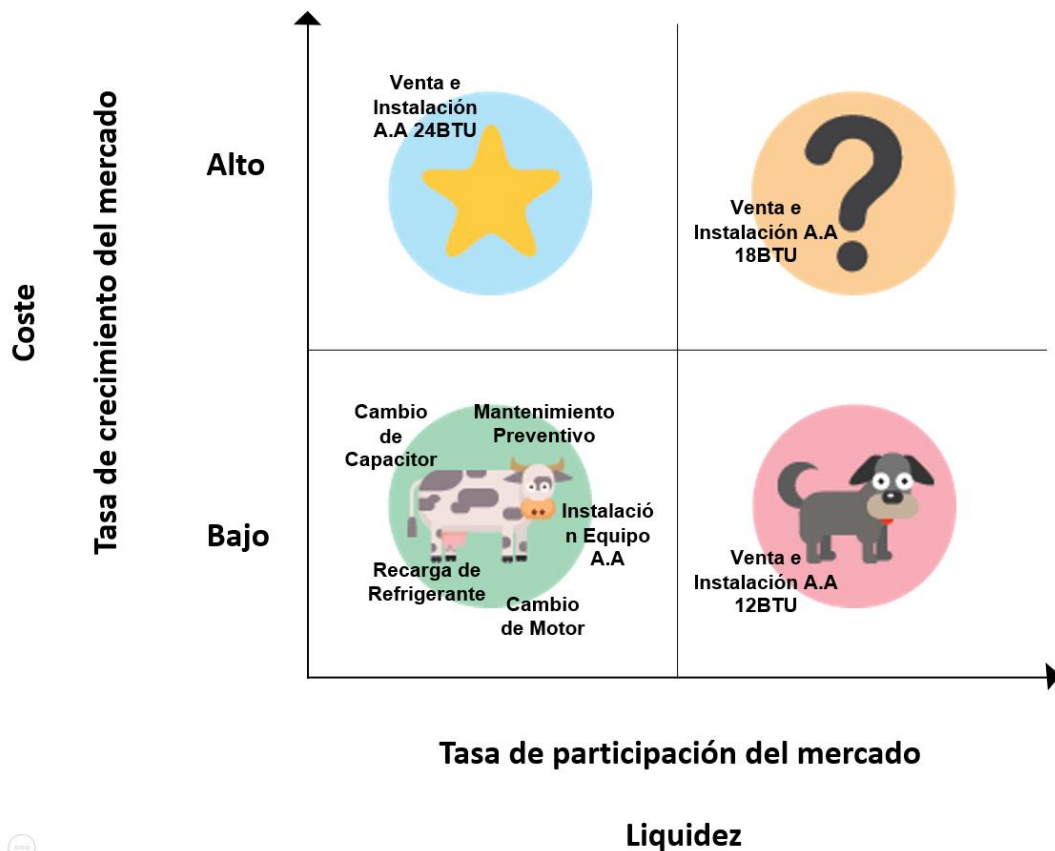 Coste
Tasa de crecimiento del mercado
Alto
Bajo
Venta e
Instalación
A.A 24BTU
Venta e
Instalación A.A
18BTU
Cambio
de
Capacitor
Mantenimiento
Preventivo
Instalació
n Equipo
A.A
Recarga de
Refrigerante
Cambio
de Motor
Venta e
Instalación A.A
12BTU
Tasa de participación del mercado
Liquidez